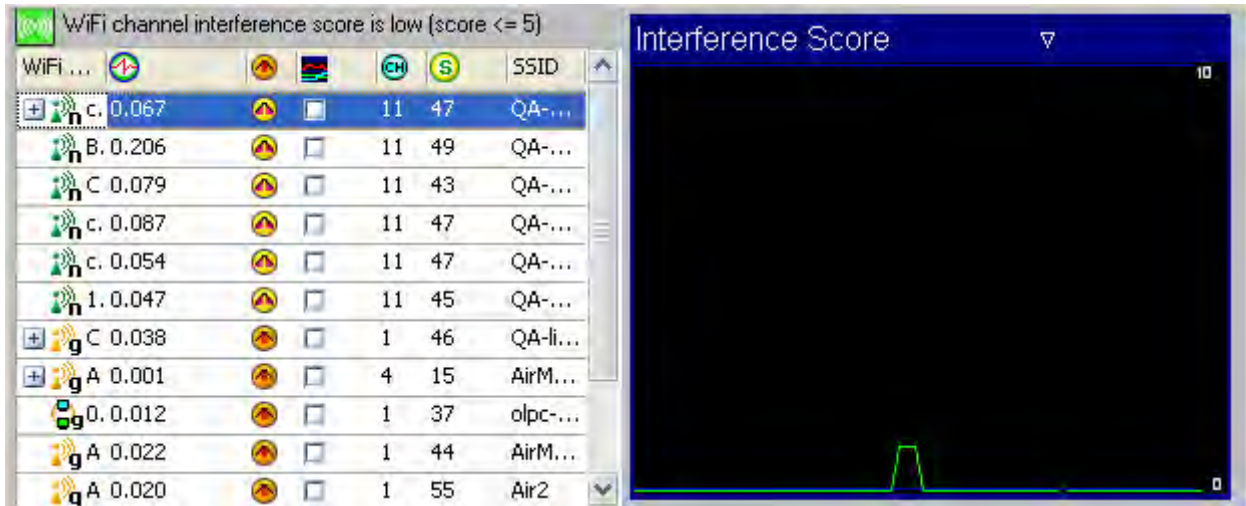 WiFi channel interference score is low (score <= 5)
WiFi ... CH S SSID
n c. 0.067 11 47 QA-...
n B. 0.206 11 49 QA-...
n C 0.079 11 43 QA-...
n c. 0.087 11 47 QA-...
n c. 0.054 11 47 QA-...
n 1. 0.047 11 45 QA-...
g C 0.038 1 46 QA-li...
g A 0.001 4 15 AirM...
g 0. 0.012 1 37 olpc-...
g A 0.022 1 44 AirM...
g A 0.020 1 55 Air2
Interference Score
10
0